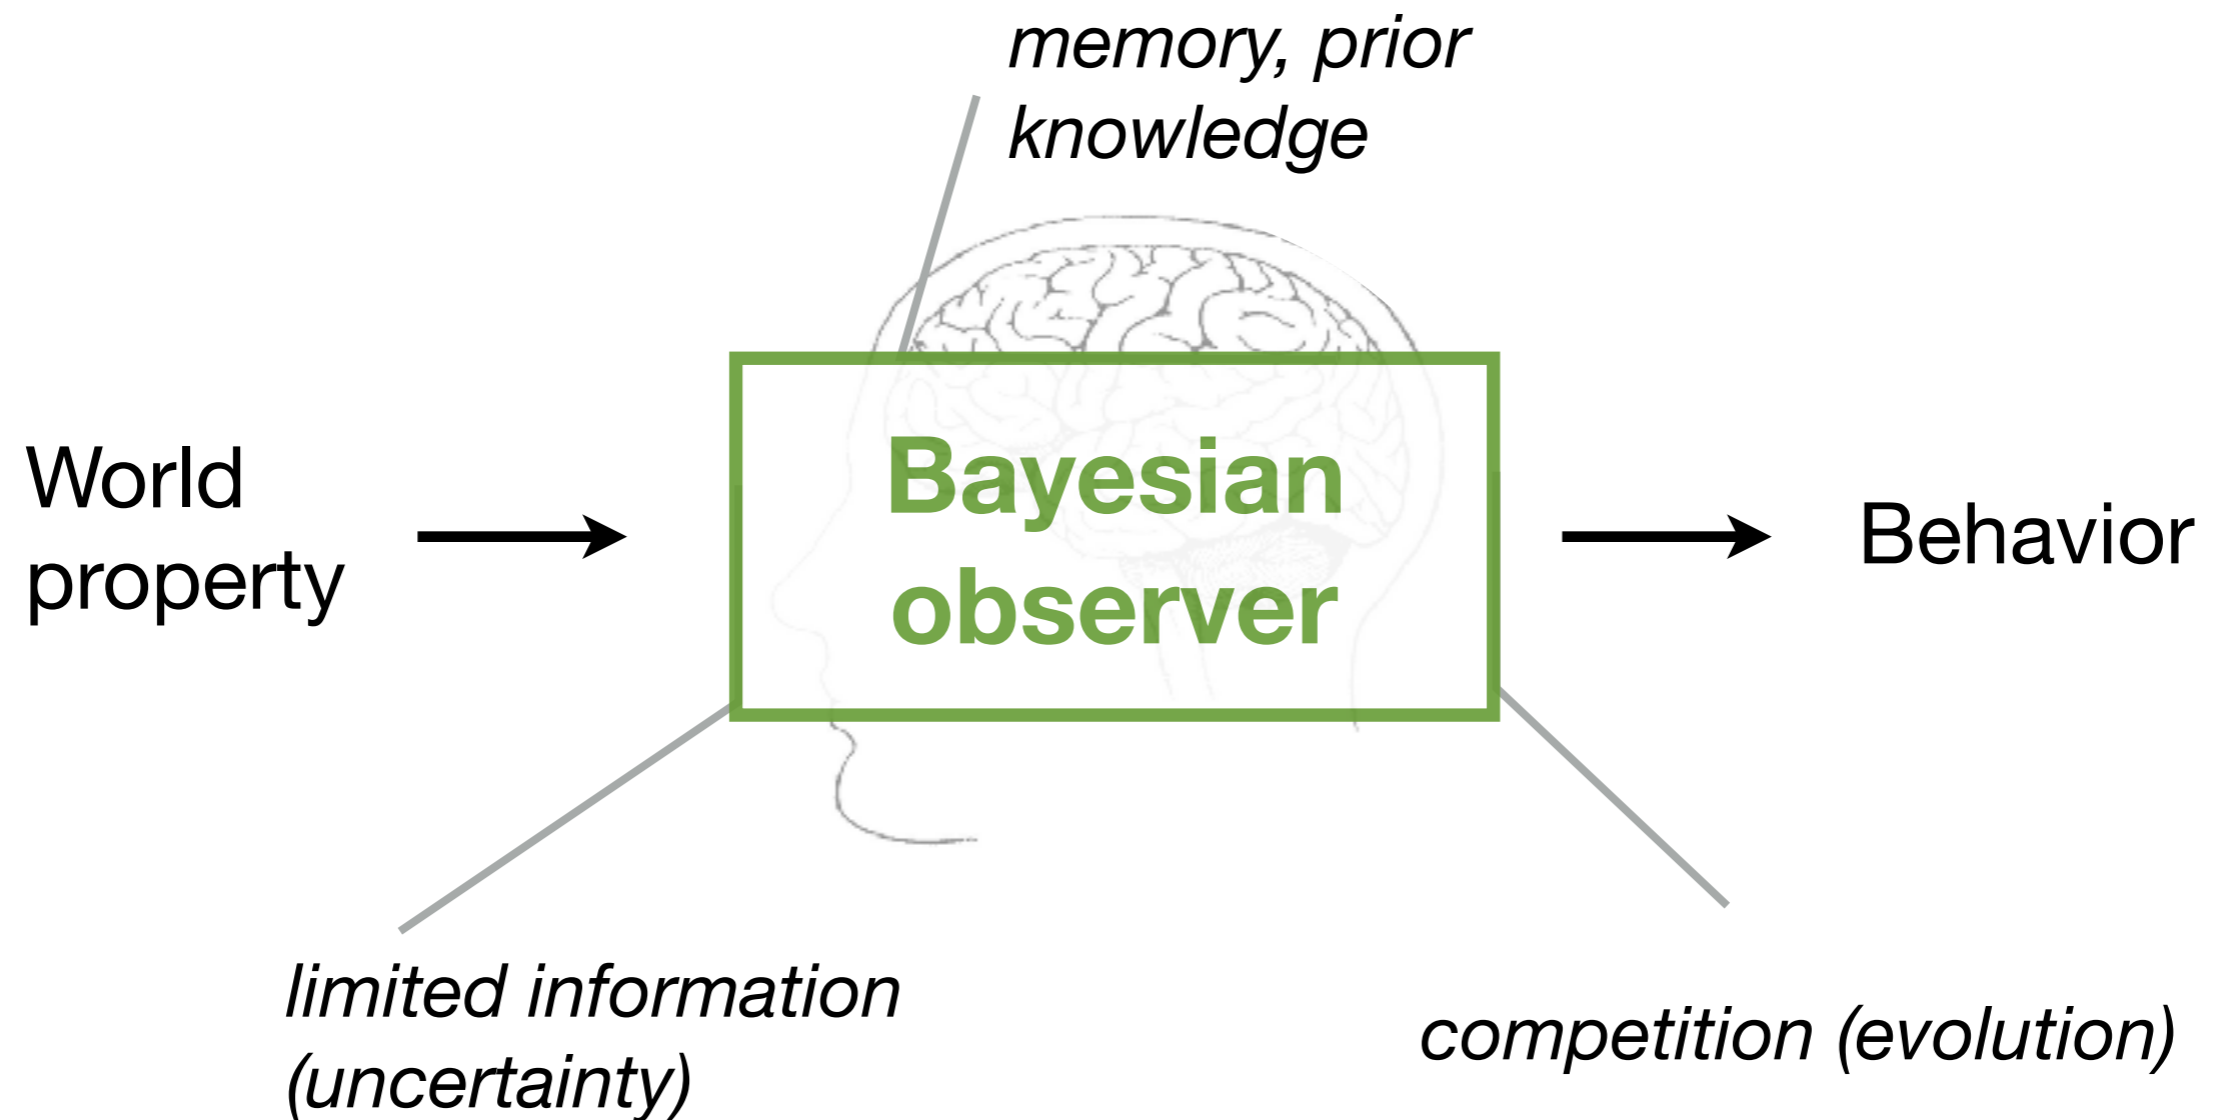 memory, prior
knowledge
World
property
Bayesian
observer
Behavior
limited information
(uncertainty)
competition (evolution)